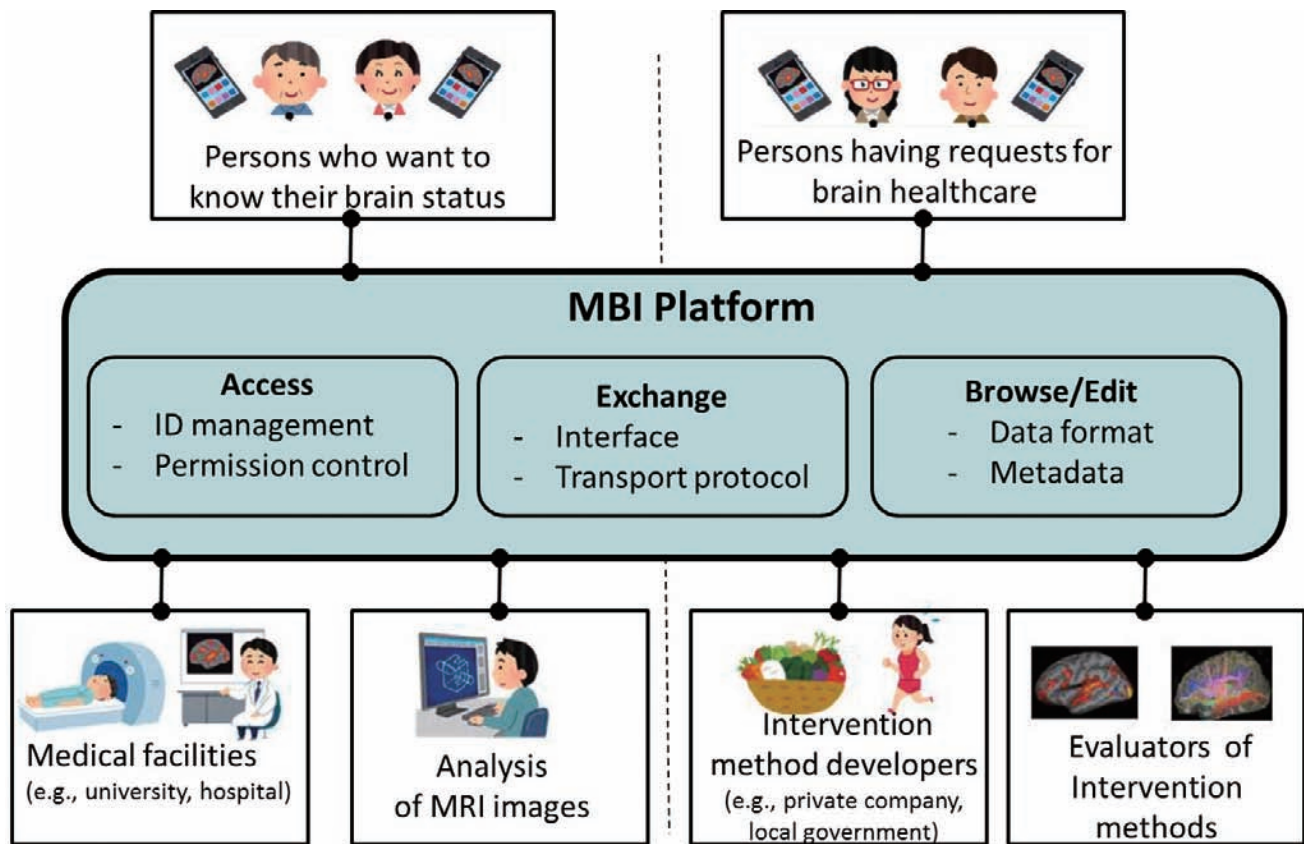 Persons who want to
know their brain status
Persons having requests for
brain healthcare
MBI Platform
Access
- ID management
- Permission control
Exchange
- Interface
- Transport protocol
Browse/Edit
- Data format
- Metadata
Medical facilities
(e.g., university, hospital)
Analysis
of MRI images
Intervention
method developers
(e.g., private company,
local government)
Evaluators of
Intervention
methods